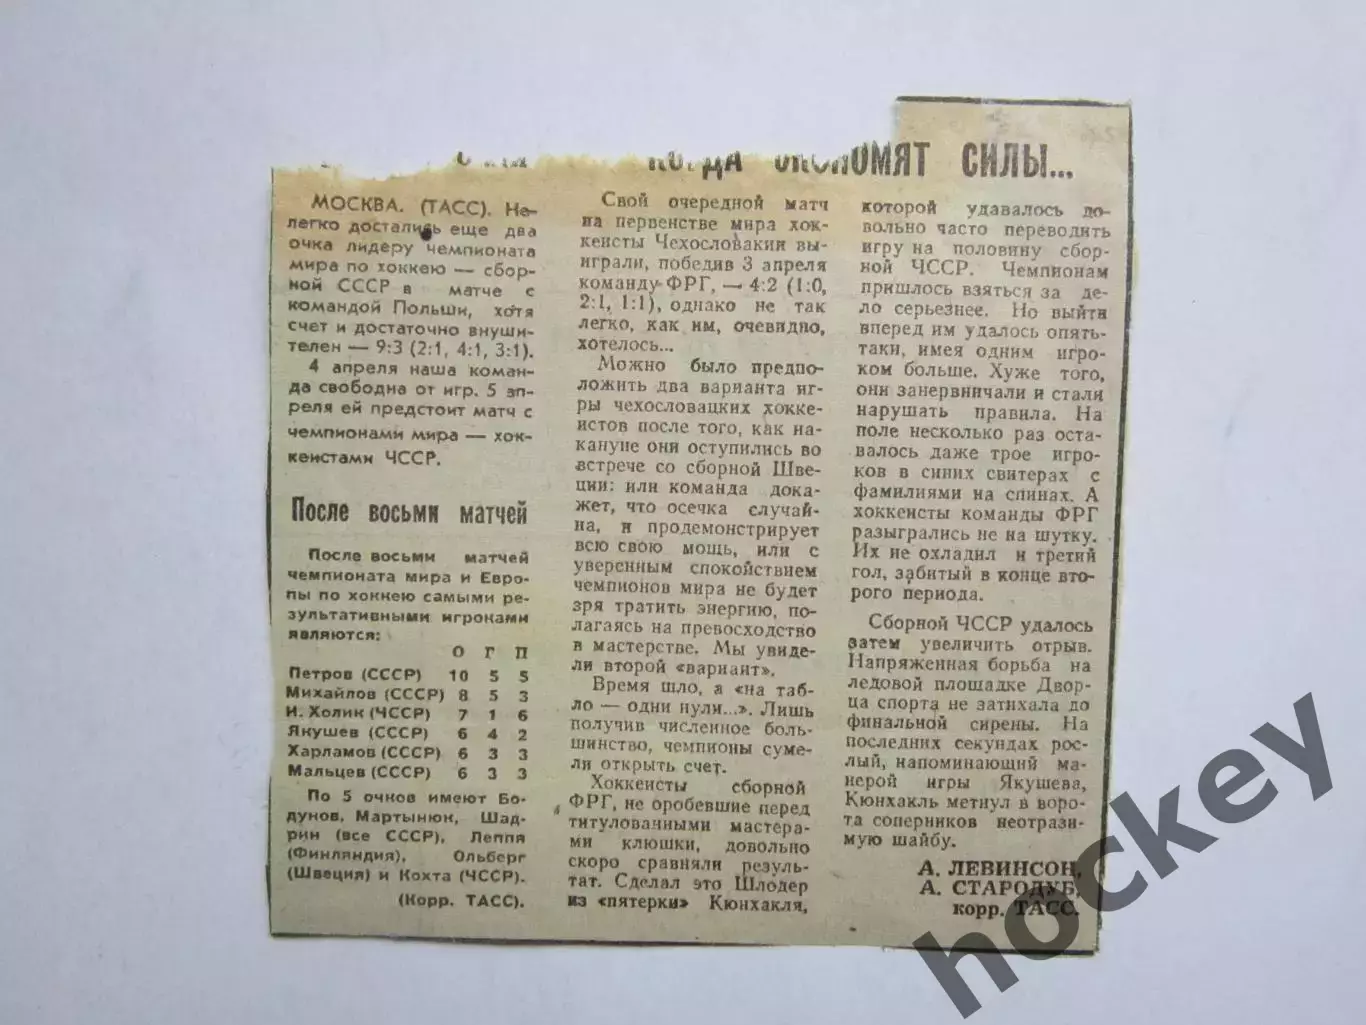 КОГДА ЭКОНОМЯТ СИЛЫ...
МОСКВА. (ТАСС). Не-
легко достались еще два
очка лидеру чемпионата
мира по хоккею — сбор-
ной СССР в матче с
командой Польши, хотя
счет и достаточно внуши-
телен — 9:3 (2:1, 4:1, 3:1).
4 апреля наша коман-
да свободна от игр. 5 ап-
реля ей предстоит матч с
чемпионами мира — хок-
кеистами ЧССР.
После восьми матчей
После восьми матчей
чемпионата мира и Евро-
пы по хоккею самыми ре-
зультативными игроками
являются:
О Г П
Петров (СССР) 10 5 5
Михайлов (СССР) 8 5 3
И. Холик (ЧССР) 7 1 6
Якушев (СССР) 6 4 2
Харламов (СССР) 6 3 3
Мальцев (СССР) 6 3 3
По 5 очков имеют Бо-
дунов, Мартынюк, Шад-
рин (все СССР), Леппя
(Финляндия), Ольберг
(Швеция) и Кохта (ЧССР).
(Корр. ТАСС).
Свой очередной матч
на первенстве мира хок-
кеисты Чехословакии вы-
играли, победив 3 апреля
команду ФРГ, — 4:2 (1:0,
2:1, 1:1), однако не так
легко, как им, очевидно,
хотелось...
Можно было предпо-
ложить два варианта иг-
ры чехословацких хокке-
истов после того, как на-
кануне они оступились во
встрече со сборной Шве-
ции: или команда дока-
жет, что осечка случай-
на, и продемонстрирует
всю свою мощь, или с
уверенным спокойствием
чемпионов мира не будет
зря тратить энергию, по-
лагаясь на превосходство
в мастерстве. Мы увиде-
ли второй «вариант».
Время шло, а «на таб-
ло — одни нули...». Лишь
получив численное боль-
шинство, чемпионы суме-
ли открыть счет.
Хоккеисты сборной
ФРГ, не оробевшие перед
титулованными мастера-
ми клюшки, довольно
скоро сравняли резуль-
тат. Сделал это Шлодер
из «пятерки» Кюнхакля,
которой удавалось до-
вольно часто переводить
игру на половину сбор-
ной ЧССР. Чемпионам
пришлось взяться за де-
ло серьезнее. Но выйти
вперед им удалось опять-
таки, имея одним игро-
ком больше. Хуже того,
они занервничали и стали
нарушать правила. На
поле несколько раз оста-
валось даже трое игро-
ков в синих свитерах с
фамилиями на спинах. А
хоккеисты команды ФРГ
разыгрались не на шутку.
Их не охладил и третий
гол, забитый в конце вто-
рого периода.
Сборной ЧССР удалось
затем увеличить отрыв.
Напряженная борьба на
ледовой площадке Двор-
ца спорта не затихала до
финальной сирены. На
последних секундах рос-
лый, напоминающий ма-
нерой игры Якушева,
Кюнхакль метнул в воро-
та соперников неотрази-
мую шайбу.
А. ЛЕВИНСОН,
А. СТАРОДУБ,
корр. ТАСС.
hockey